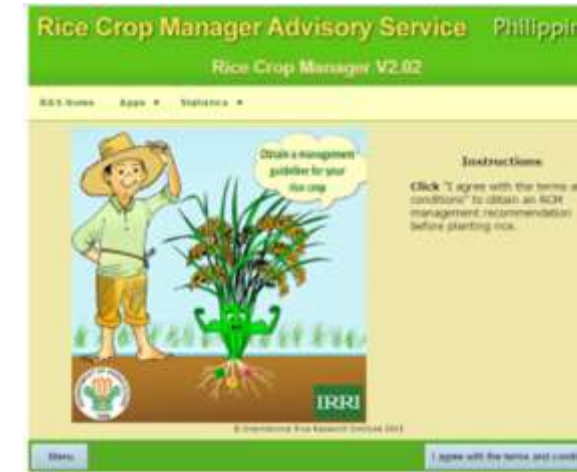 Rice Crop Manager Advisory Service Philippin
Rice Crop Manager V2.02
RAS Home Apps Statistics
Obtain a management
guideline for your
rice crop
Instructions
Click "I agree with the terms a
conditions" to obtain an RCM
management recommendation
before planting rice.
IRRI
© International Rice Research Institute
Menu
I agree with the terms and condi